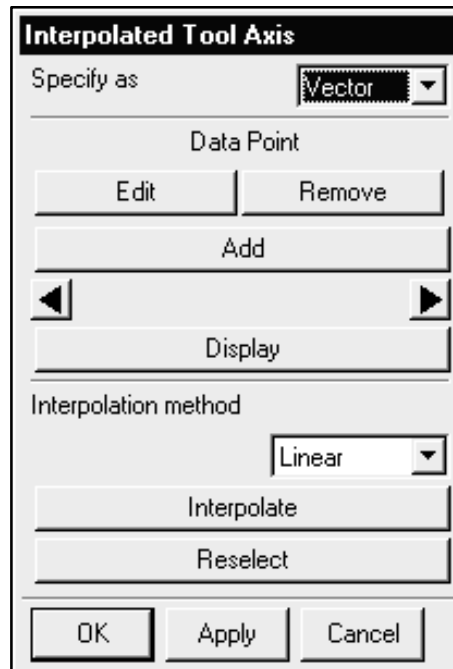 Interpolated Tool Axis
Specify as Vector
Data Point
Edit Remove
Add
Display
Interpolation method
Linear
Interpolate
Reselect
OK Apply Cancel